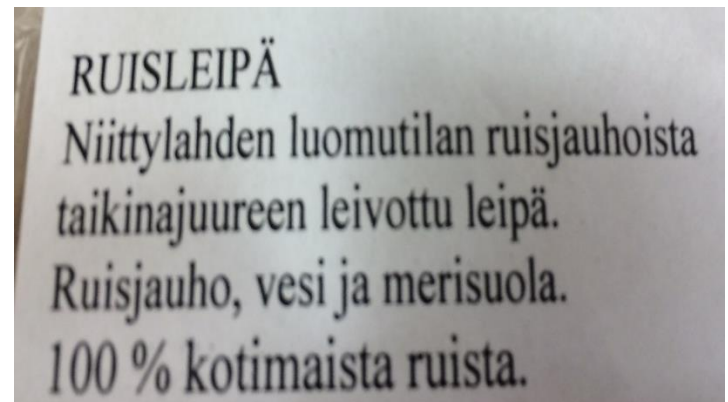 RUISLEIPÄ
Niittylahden luomutilan ruisjauhoista
taikinajuureen leivottu leipä.
Ruisjauho, vesi ja merisuola.
100 % kotimaista ruista.